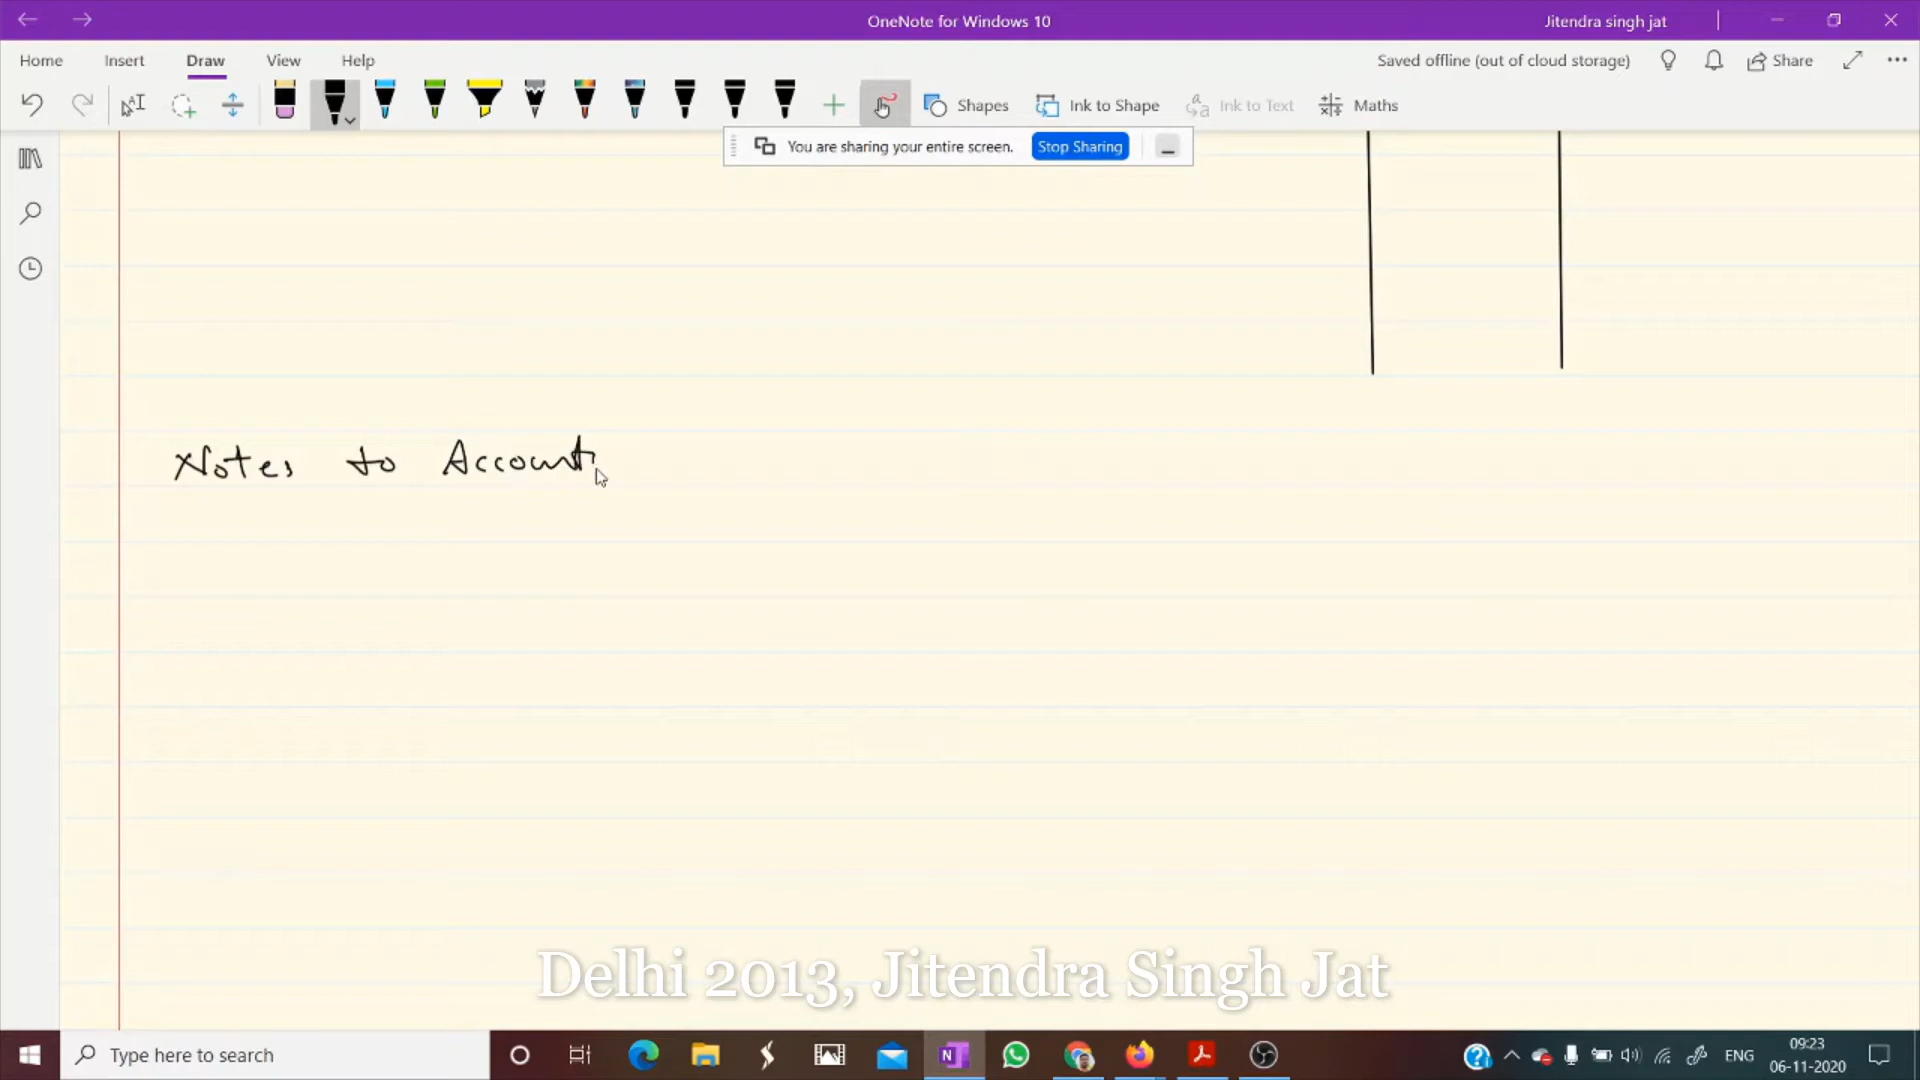 OneNote for Windows 10
Jitendra singh jat
Home Insert Draw View Help
Saved offline (out of cloud storage)
Share
Shapes
Ink to Shape
Ink to Text
Maths
You are sharing your entire screen.
Stop Sharing
Notes to Account
Delhi 2013, Jitendra Singh Jat
Type here to search
ENG
09:23
06-11-2020